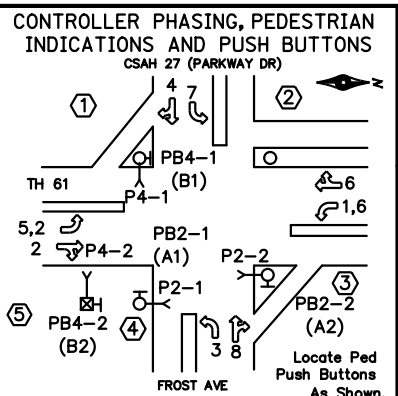 CONTROLLER PHASING, PEDESTRIAN
INDICATIONS AND PUSH BUTTONS
CSAH 27 (PARKWAY DR)
4 7
1
2
N
PB4-1
(B1)
P4-1
TH 61
6
1,6
5,2
2
P4-2
PB2-1
(A1)
P2-2
3
P2-1
PB2-2
(A2)
5
PB4-2
(B2)
4
3 8
Locate Ped
Push Buttons
As Shown.
FROST AVE